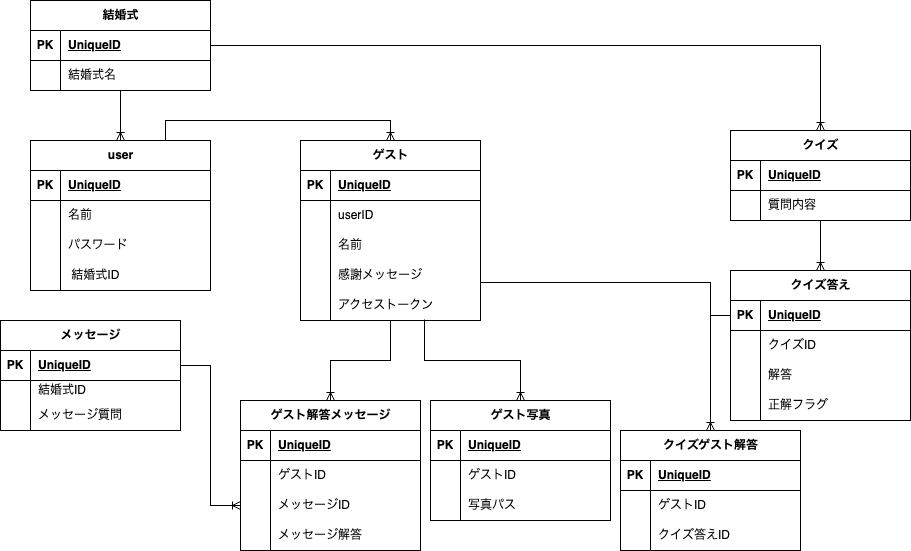 結婚式
PK UniqueID
結婚式名
user
PK UniqueID
名前
パスワード
結婚式ID
ゲスト
PK UniqueID
userID
名前
感謝メッセージ
アクセストークン
クイズ
PK UniqueID
質問内容
クイズ答え
PK UniqueID
クイズID
解答
正解フラグ
メッセージ
PK UniqueID
結婚式ID
メッセージ質問
ゲスト解答メッセージ
PK UniqueID
ゲストID
メッセージID
メッセージ解答
ゲスト写真
PK UniqueID
ゲストID
写真パス
クイズゲスト解答
PK UniqueID
ゲストID
クイズ答えID